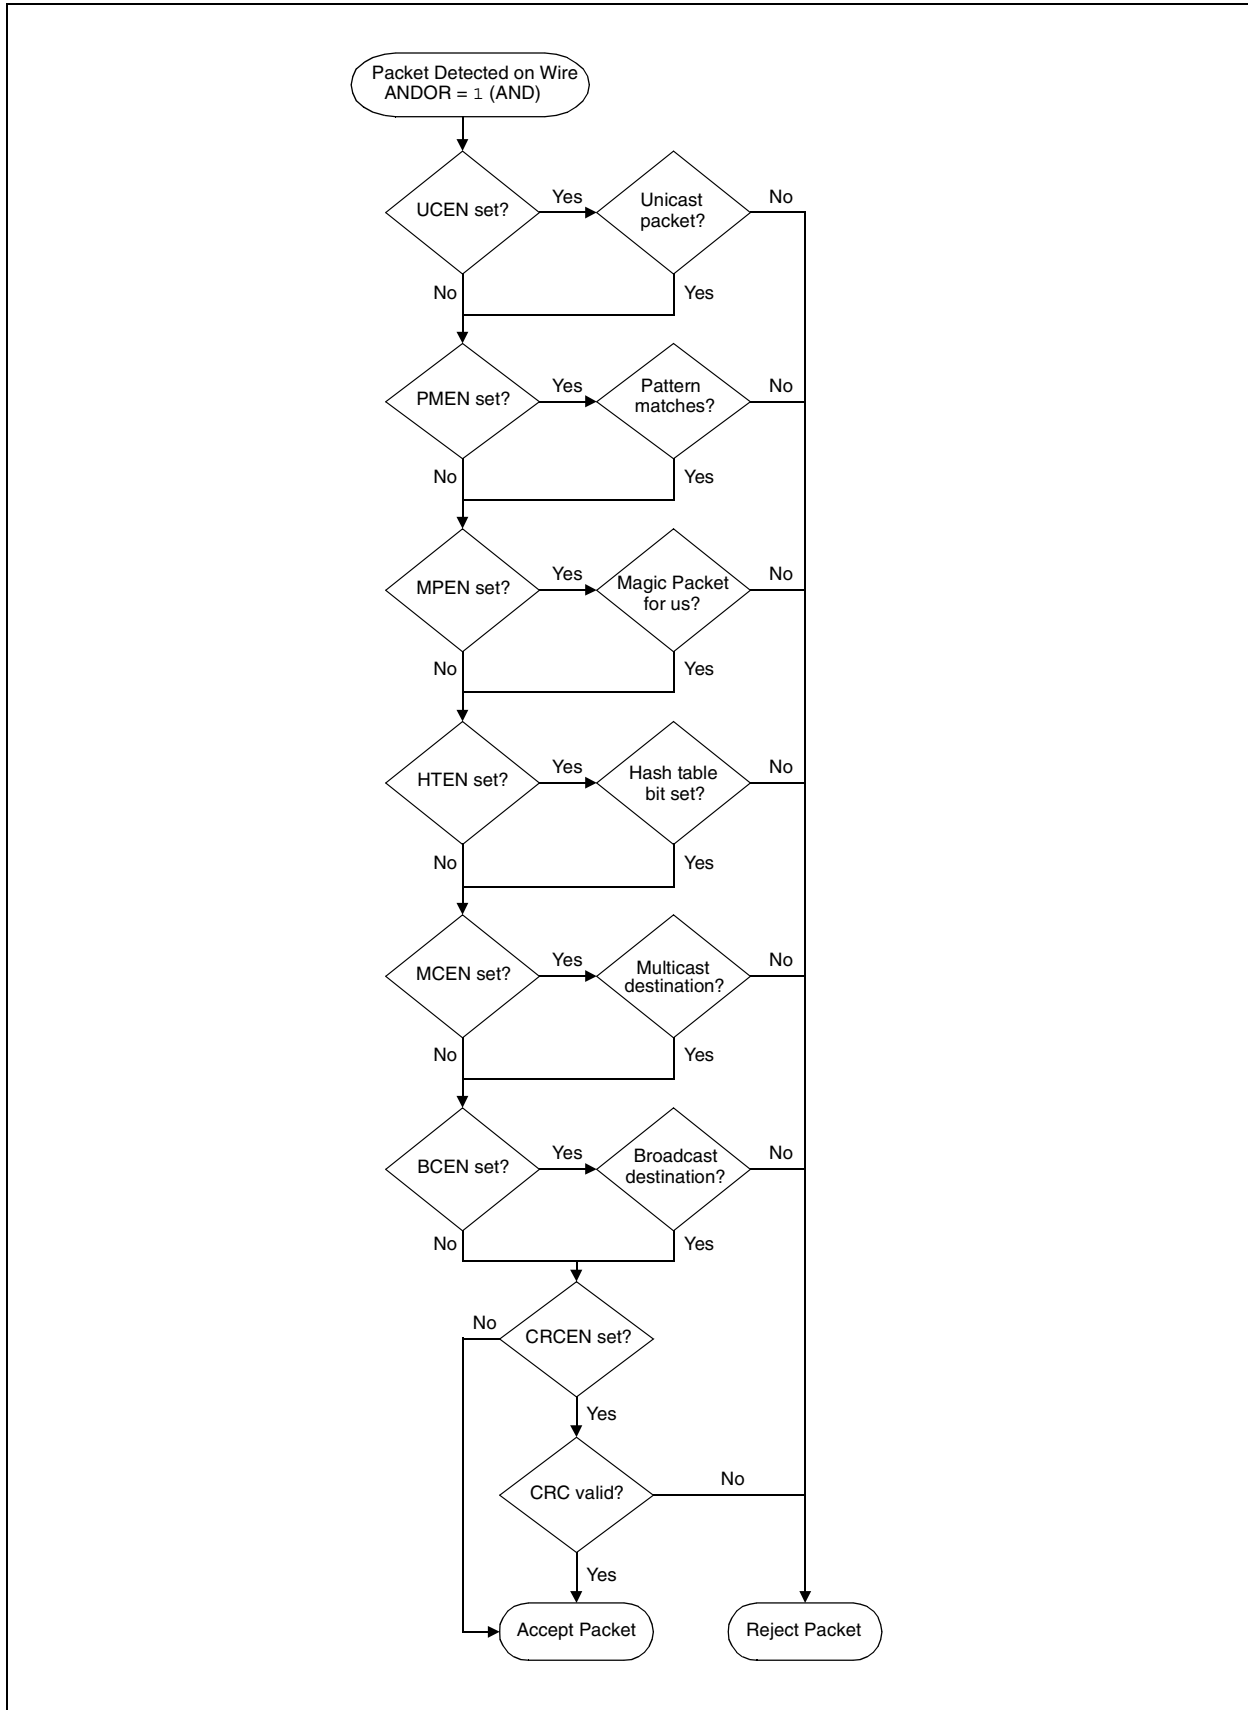 Packet Detected on Wire
ANDOR = 1 (AND)
UCEN set?
Yes
Unicast
packet?
No
No
Yes
PMEN set?
Yes
Pattern
matches?
No
No
Yes
MPEN set?
Yes
Magic Packet
for us?
No
No
Yes
HTEN set?
Yes
Hash table
bit set?
No
No
Yes
MCEN set?
Yes
Multicast
destination?
No
No
Yes
BCEN set?
Yes
Broadcast
destination?
No
No
Yes
No
CRCEN set?
Yes
CRC valid?
No
Yes
Accept Packet
Reject Packet